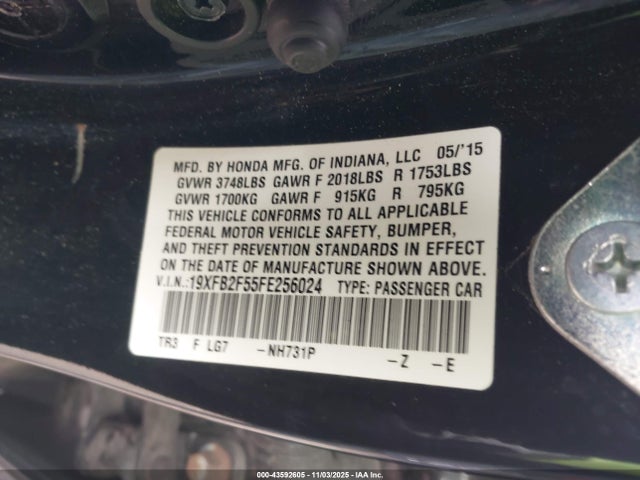 MFD. BY HONDA MFG. OF INDIANA, LLC 05/'15
GVWR 3748LBS GAWR F 2018LBS R 1753LBS
GVWR 1700KG GAWR F 915KG R 795KG
THIS VEHICLE CONFORMS TO ALL APPLICABLE
FEDERAL MOTOR VEHICLE SAFETY, BUMPER,
AND THEFT PREVENTION STANDARDS IN EFFECT
ON THE DATE OF MANUFACTURE SHOWN ABOVE.
V.I.N.:19XFB2F55FE256024 TYPE: PASSENGER CAR
TR3 F LG7 -NH731P -Z -E
000-43592605 - 11/03/2025 - IAA Inc.